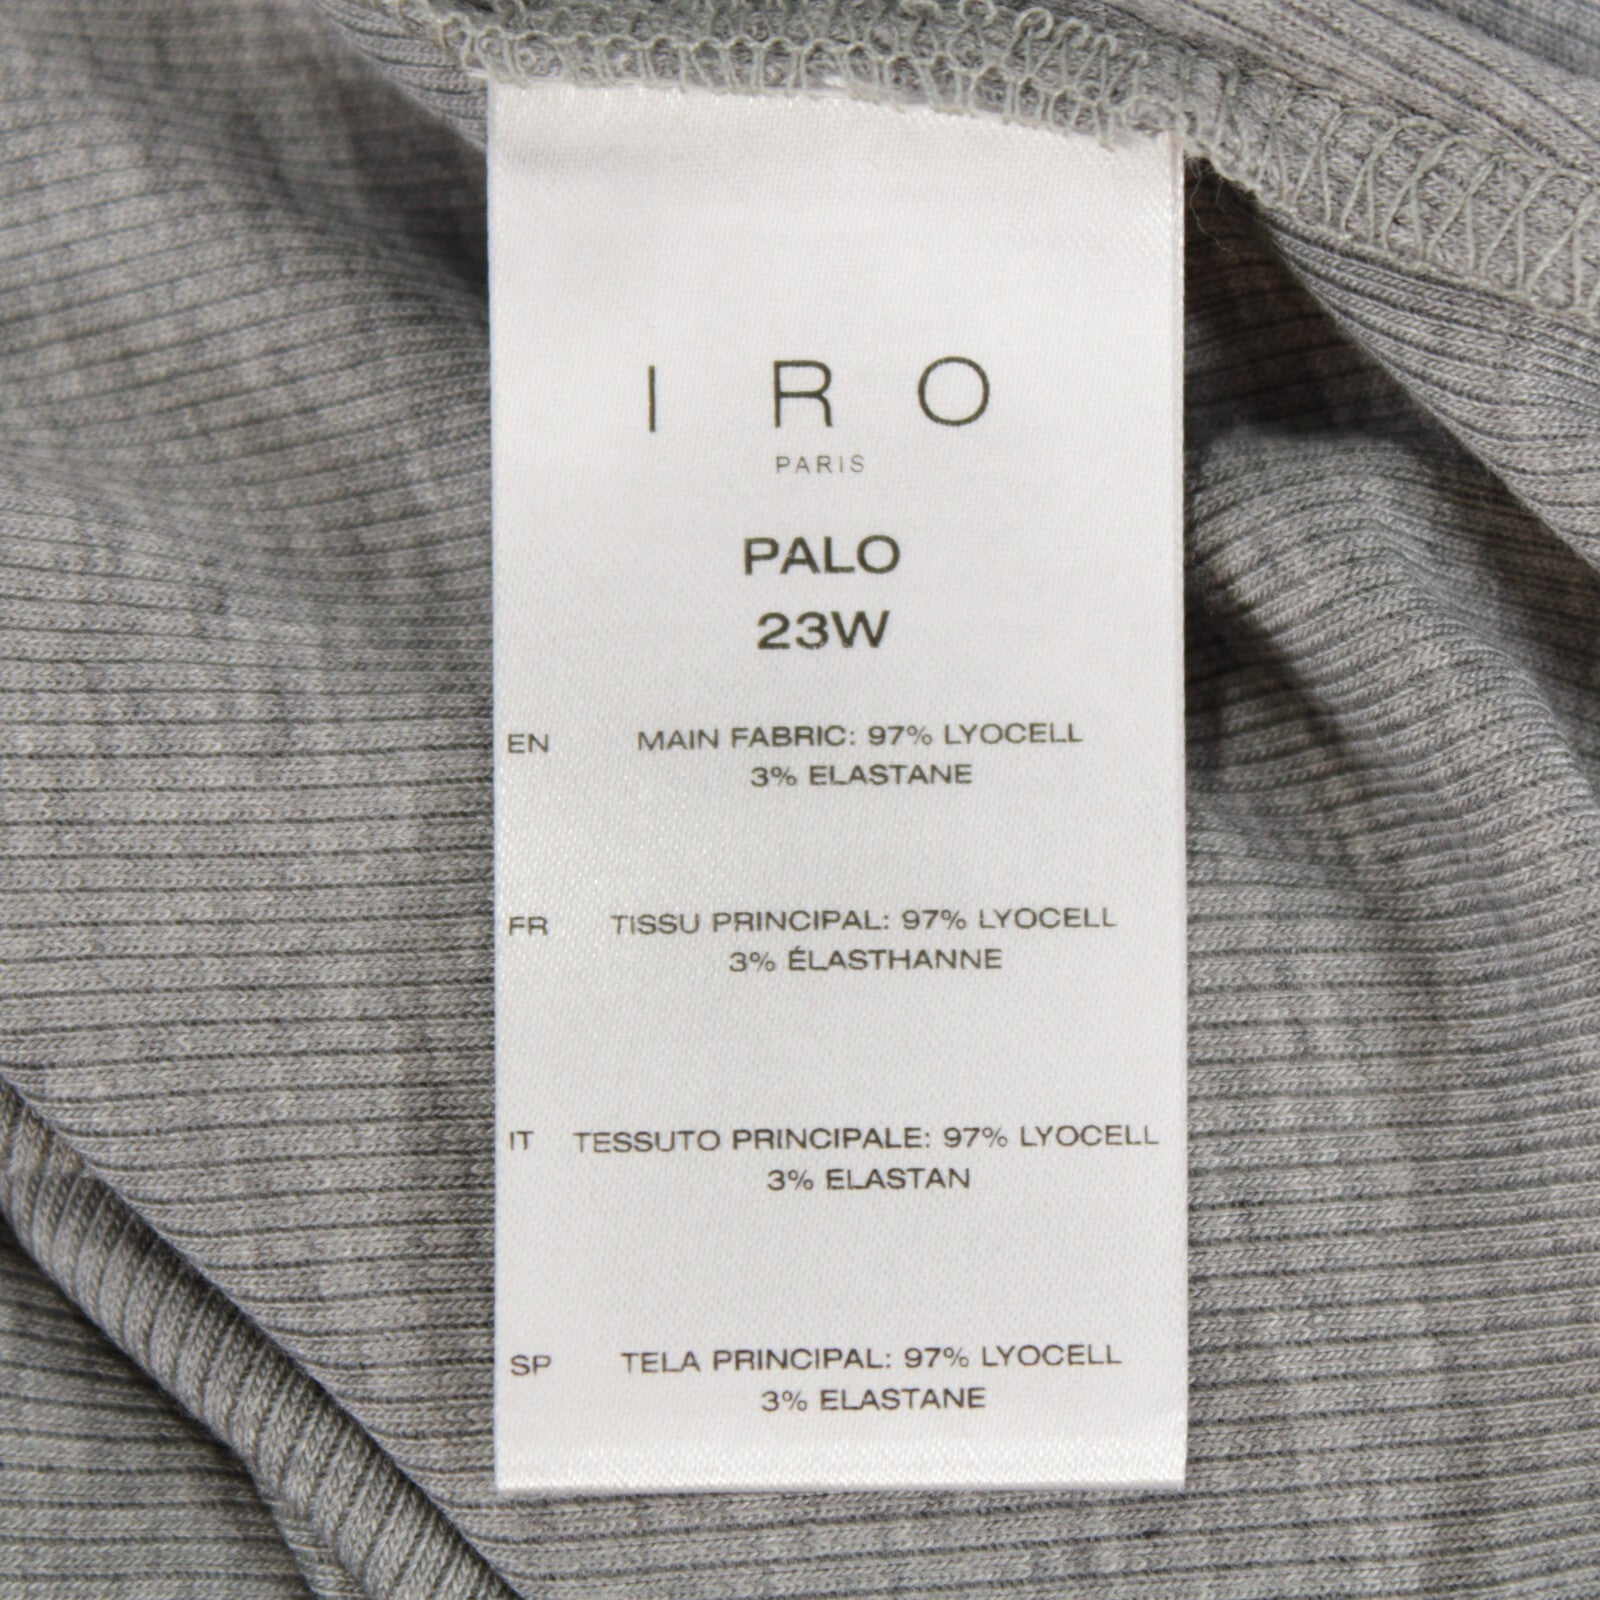 IRO
PARIS
PALO
23W
EN MAIN FABRIC: 97% LYOCELL
3% ELASTANE
FR TISSU PRINCIPAL: 97% LYOCELL
3% ÉLASTHANNE
IT TESSUTO PRINCIPALE: 97% LYOCELL
3% ELASTAN
SP TELA PRINCIPAL: 97% LYOCELL
3% ELASTANE